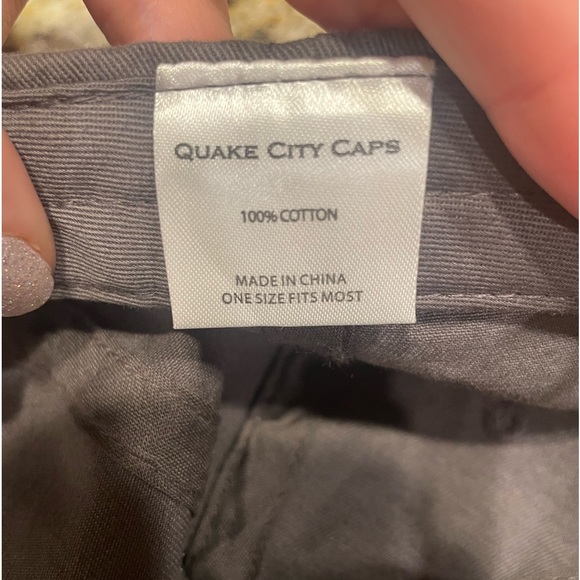 QUAKE CITY CAPS
100% COTTON
MADE IN CHINA
ONE SIZE FITS MOST